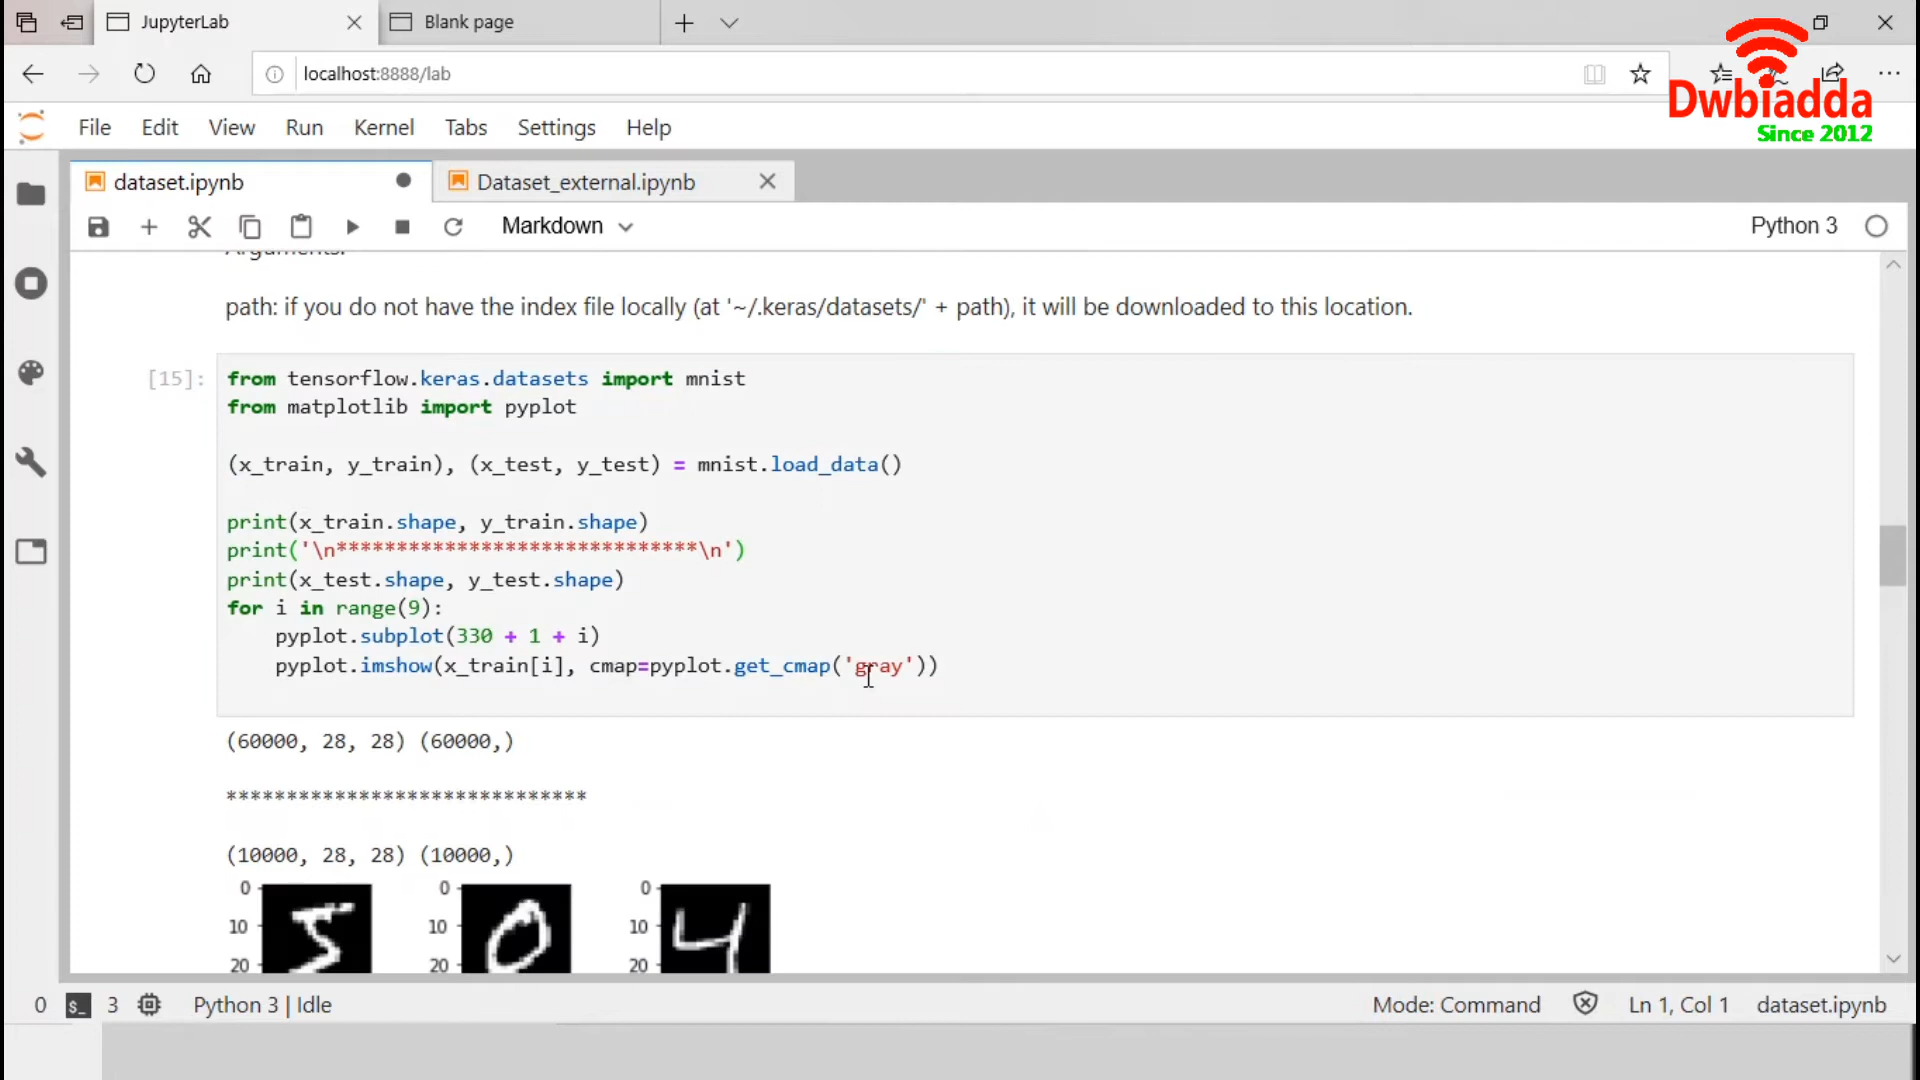 JupyterLab
Blank page
localhost:8888/lab
Dwbiadda
Since 2012
File Edit View Run Kernel Tabs Settings Help
dataset.ipynb
Dataset_external.ipynb
Markdown
Python 3
Arguments:
path: if you do not have the index file locally (at '~/.keras/datasets/' + path), it will be downloaded to this location.
[15]:
from tensorflow.keras.datasets import mnist
from matplotlib import pyplot
(x_train, y_train), (x_test, y_test) = mnist.load_data()
print(x_train.shape, y_train.shape)
print('\n******************************\n')
print(x_test.shape, y_test.shape)
for i in range(9):
    pyplot.subplot(330 + 1 + i)
    pyplot.imshow(x_train[i], cmap=pyplot.get_cmap('gray'))
(60000, 28, 28) (60000,)
******************************
(10000, 28, 28) (10000,)
0 0 0
10 10 10
20 20 20
5 0 4
0 $_ 3 Python 3 | Idle Mode: Command Ln 1, Col 1 dataset.ipynb